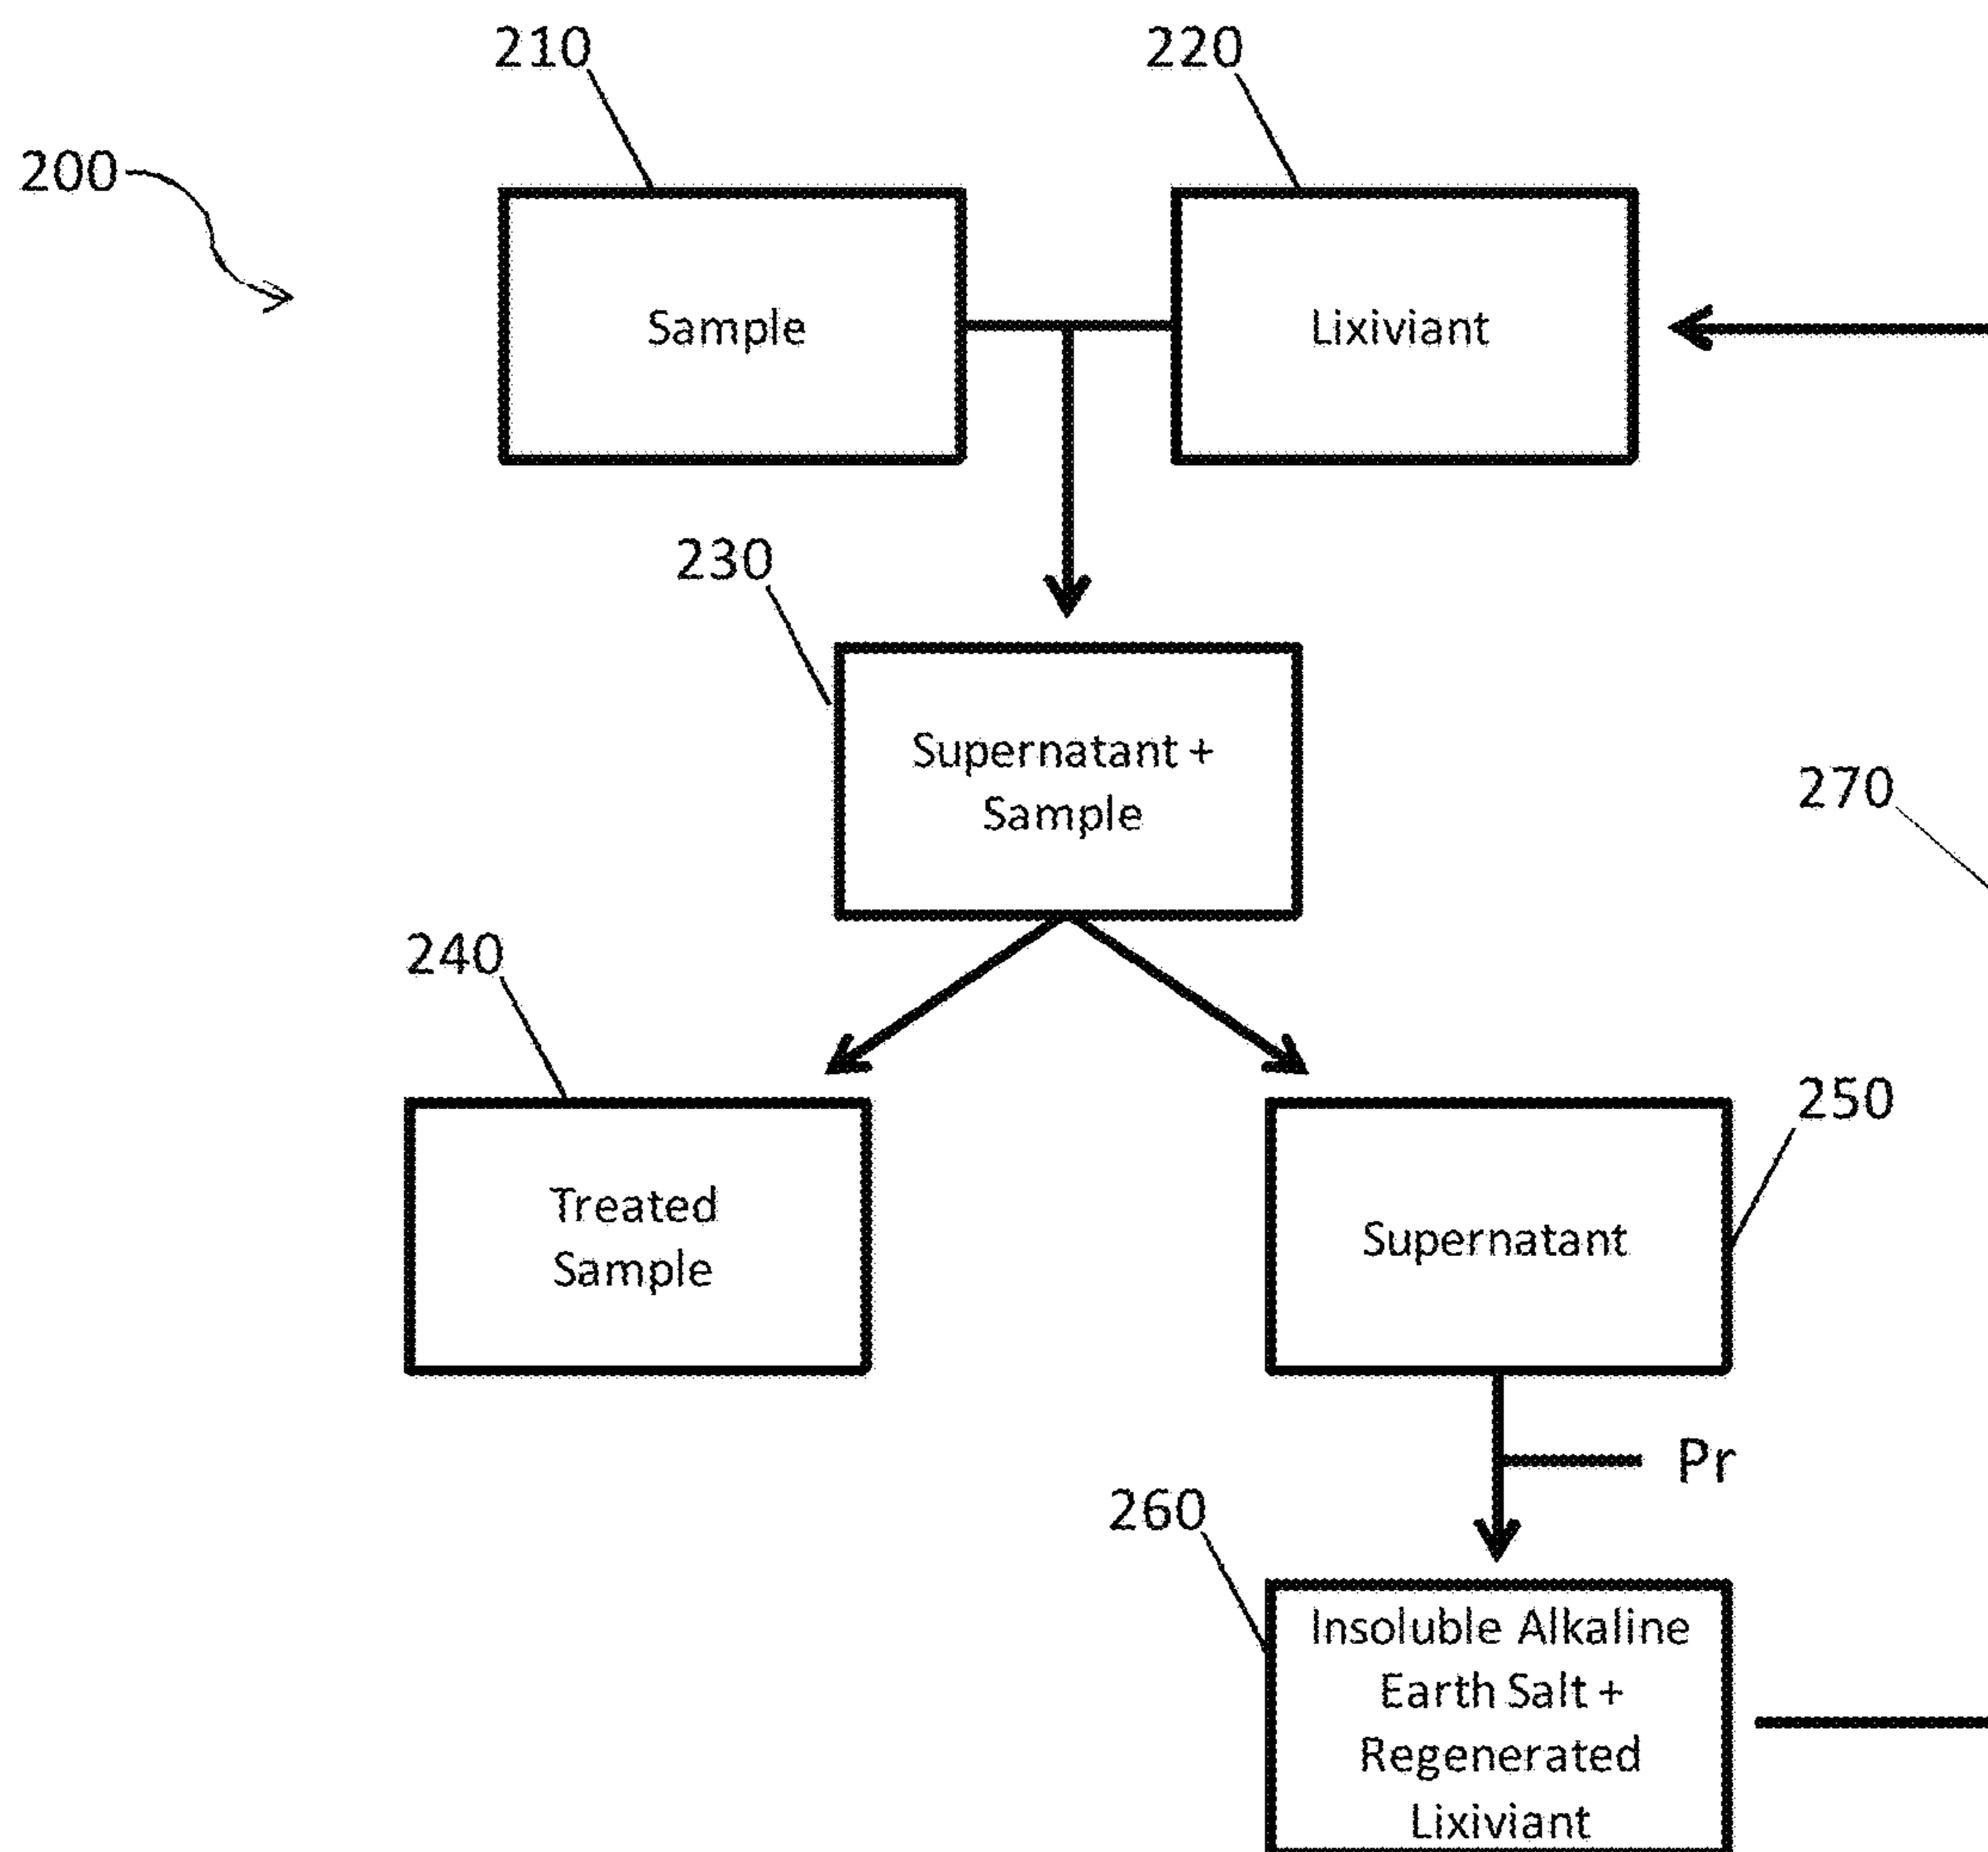 210
220
200
Sample
Lixiviant
230
Supernatant +
Sample
270
240
250
Treated
Sample
Supernatant
Pr
260
Insoluble Alkaline
Earth Salt +
Regenerated
Lixiviant